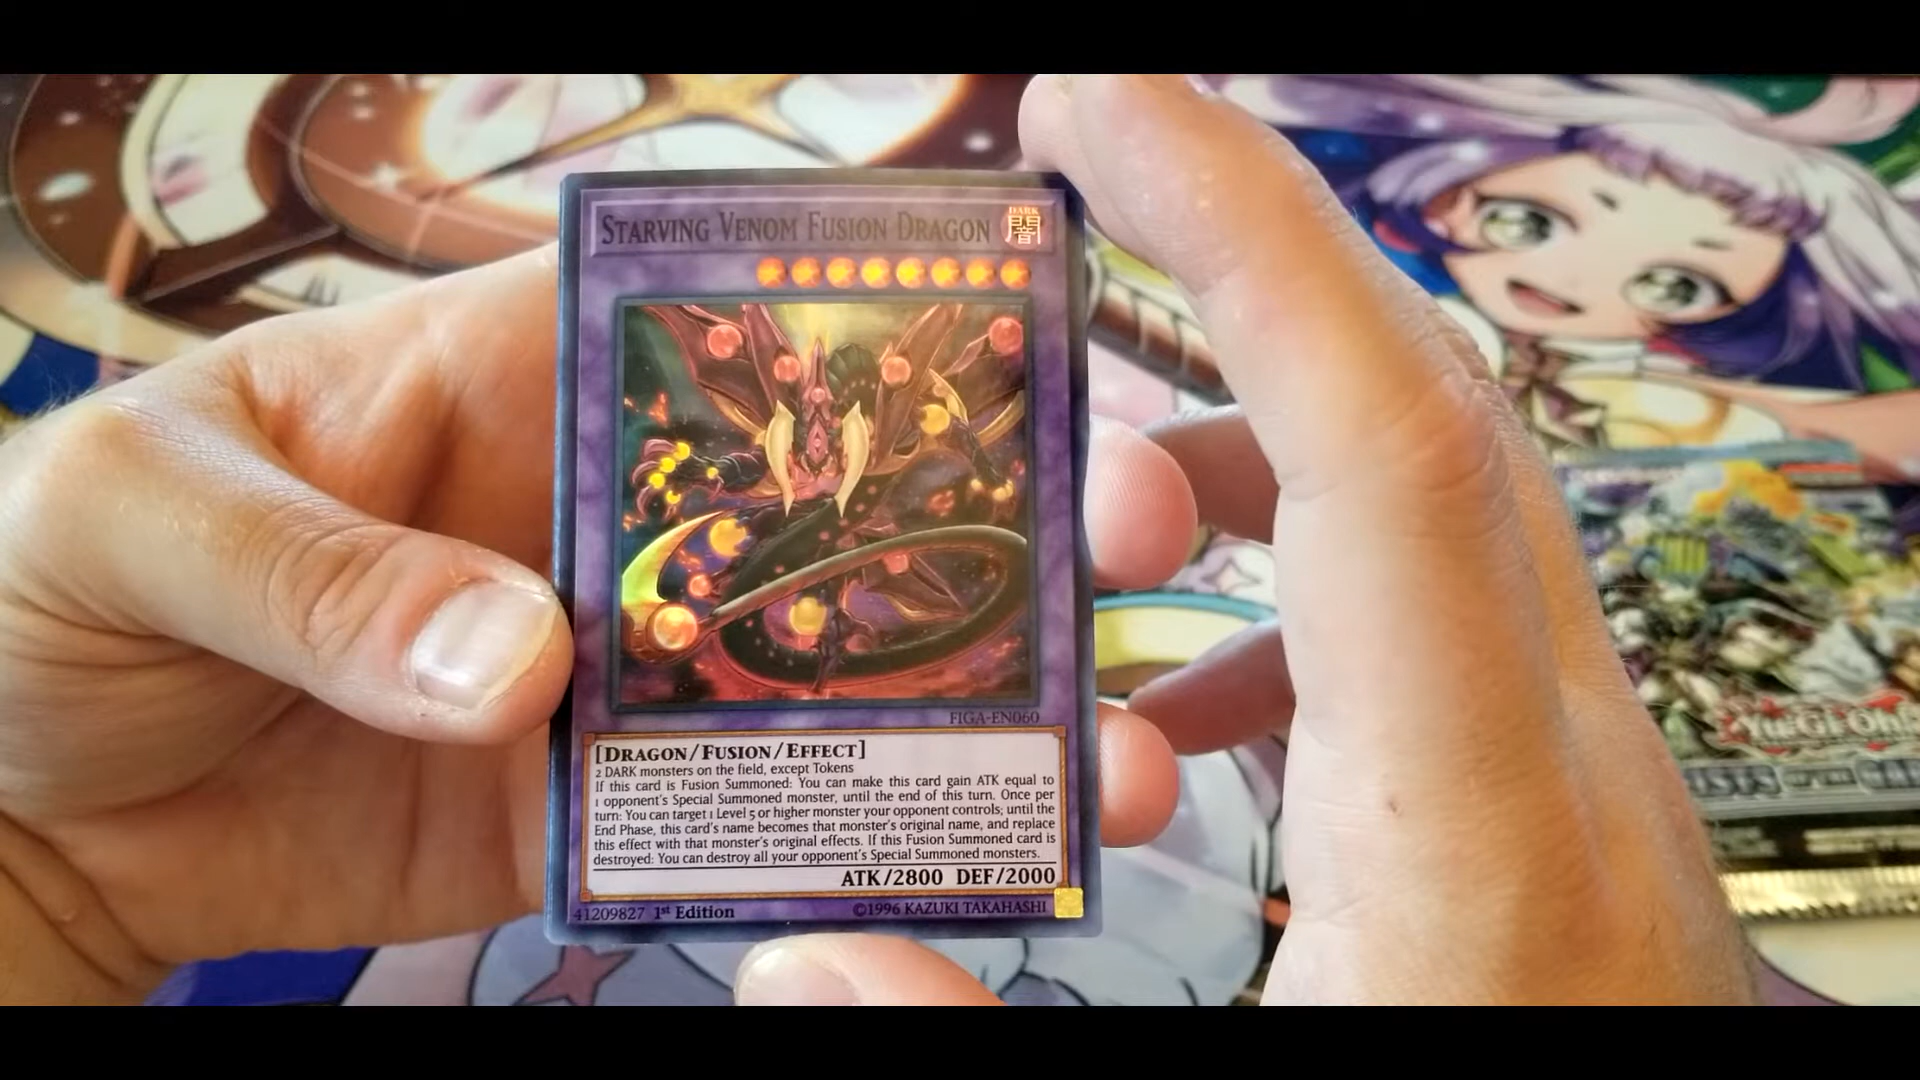 STARVING VENOM FUSION DRAGON
DARK
闇
FIGA-EN060
[DRAGON/FUSION/EFFECT]
2 DARK monsters on the field, except Tokens
If this card is Fusion Summoned: You can make this card gain ATK equal to
1 opponent's Special Summoned monster, until the end of this turn. Once per
turn: You can target 1 Level 5 or higher monster your opponent controls; until the
End Phase, this card's name becomes that monster's original name, and replace
this effect with that monster's original effects. If this Fusion Summoned card is
destroyed: You can destroy all your opponent's Special Summoned monsters.
ATK/2800 DEF/2000
41209827 1st Edition
©1996 KAZUKI TAKAHASHI
Yu-Gi-Oh!
OF THE